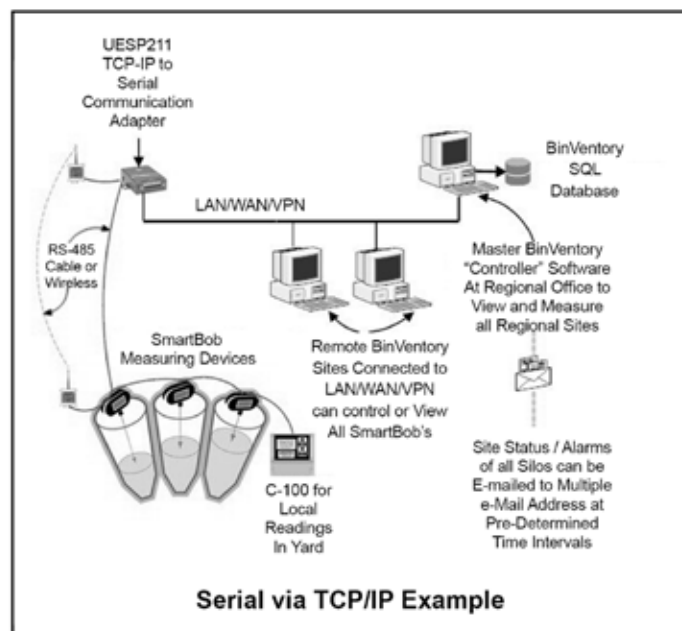 UESP211
TCP-IP to
Serial
Communication
Adapter
BinVentory
SQL
Database
LAN/WAN/VPN
RS-485
Cable or
Wireless
Master BinVentory
"Controller" Software
At Regional Office to
View and Measure
all Regional Sites
SmartBob
Measuring Devices
Remote BinVentory
Sites Connected to
LAN/WAN/VPN
can control or View
All SmartBob's
C-100 for
Local
Readings
In Yard
Site Status / Alarms
of all Silos can be
E-mailed to Multiple
e-Mail Address at
Pre-Determined
Time Intervals
Serial via TCP/IP Example